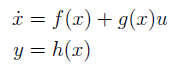 ẋ = f(x) + g(x)u
y = h(x)